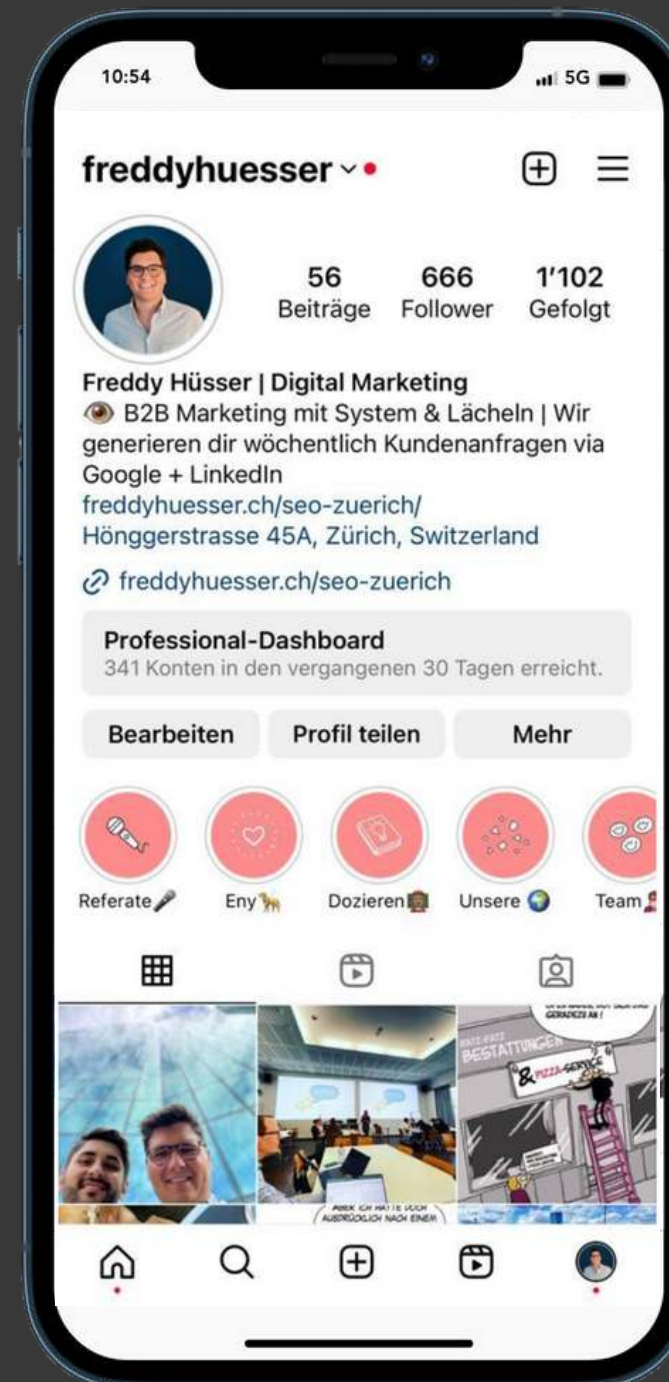 10:54
5G
freddyhuesser
56
666
1’102
Beiträge
Follower
Gefolgt
Freddy Hüsser | Digital Marketing
👁️ B2B Marketing mit System & Lächeln | Wir
generieren dir wöchentlich Kundenanfragen via
Google + LinkedIn
freddyhuesser.ch/seo-zuerich/
Hönggerstrasse 45A, Zürich, Switzerland
freddyhuesser.ch/seo-zuerich
Professional-Dashboard
341 Konten in den vergangenen 30 Tagen erreicht.
Bearbeiten
Profil teilen
Mehr
Referate🎤
Eny🐕
Dozieren
Unsere 🌍
Team
GERADEZU AN!
BESTATTUNGEN
& PIZZA-SERVICE
ABER ICH HATTE DOCH
AUSDRÜCKLICH NACH EINEM